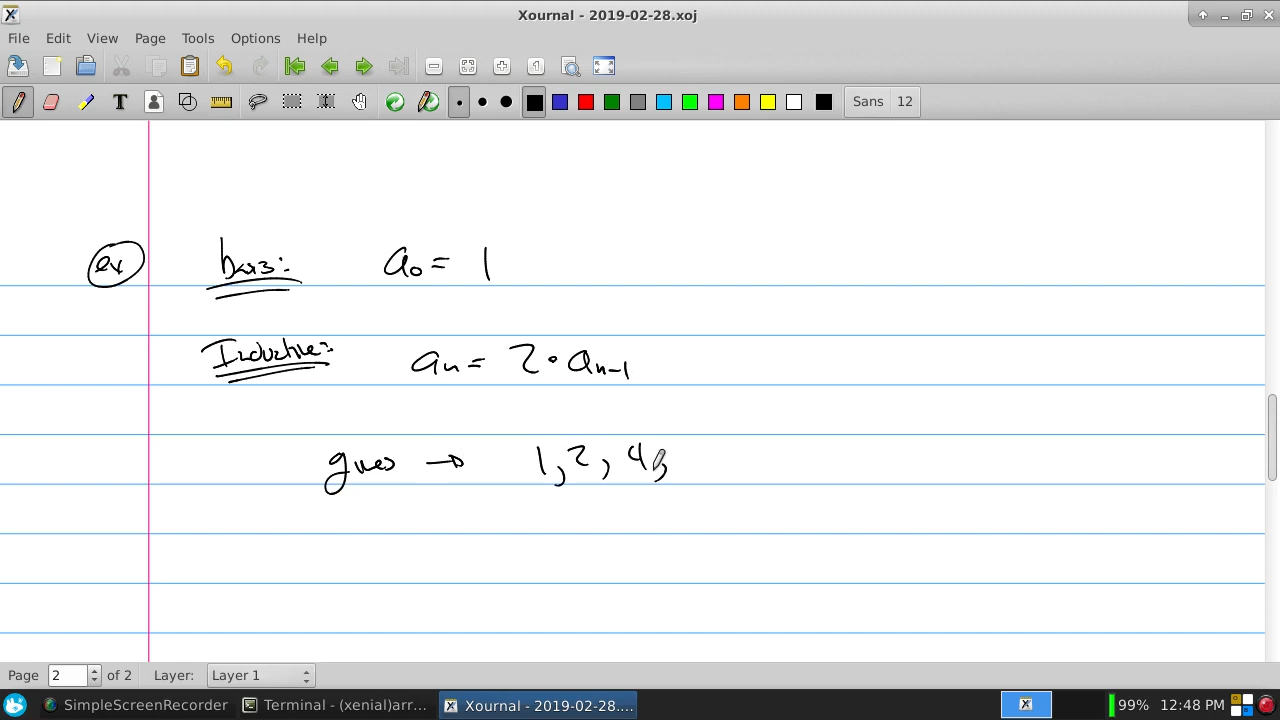 Xournal - 2019-02-28.xoj
File Edit View Page Tools Options Help
Sans 12
ex basis: a₀ = 1
Inductive: aₙ = 2 · aₙ₋₁
gives → 1, 2, 4,
Page 2 of 2 Layer: Layer 1
SimpleScreenRecorder Terminal - (xenial)arr... Xournal - 2019-02-28.... 99% 12:48 PM